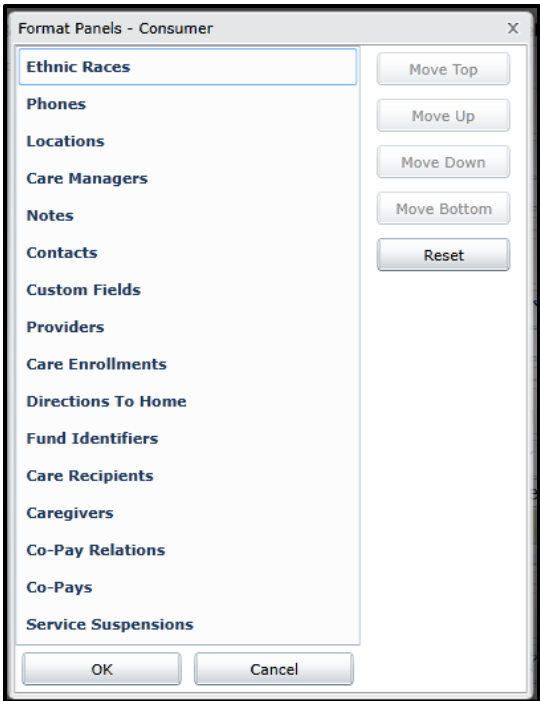 Format Panels - Consumer X
Ethnic Races
Phones
Locations
Care Managers
Notes
Contacts
Custom Fields
Providers
Care Enrollments
Directions To Home
Fund Identifiers
Care Recipients
Caregivers
Co-Pay Relations
Co-Pays
Service Suspensions
Move Top
Move Up
Move Down
Move Bottom
Reset
OK Cancel